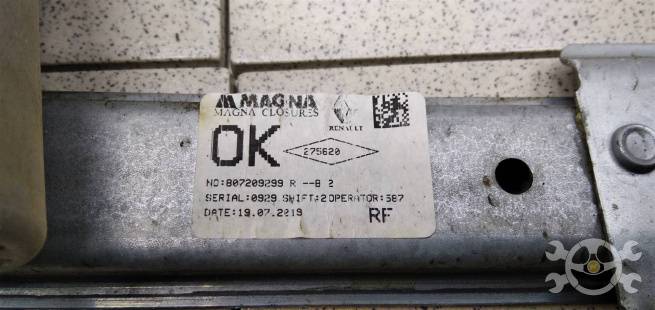 MAGNA
MAGNA CLOSURES
RENAULT
OK
275620
NO:807209299 R --B 2
SERIAL:0929 SHIFT:2 OPERATOR:587
DATE:19.07.2019
RF